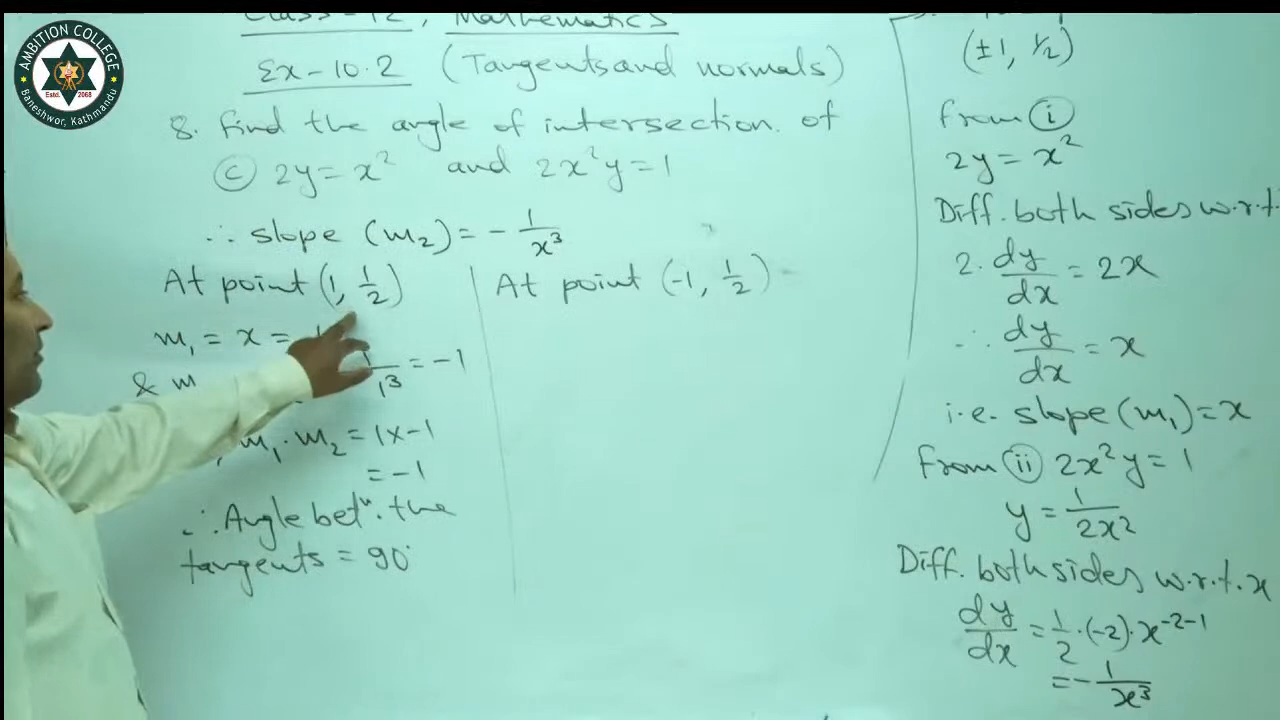 AMBITION COLLEGE
Estd. 2068
Baneshwor, Kathmandu
Class-12, Mathematics
Ex-10.2 (Tangents and normals)
8. Find the angle of intersection of
(c) 2y = x² and 2x²y = 1
∴ slope (m₂) = - 1/x³
At point (1, 1/2)
m₁ = x = 1
& m
1/1³ = -1
m₁ . m₂ = 1x-1
= -1
∴ Angle betⁿ. the
tangents = 90°
At point (-1, 1/2)
(±1, 1/2)
from (i)
2y = x²
Diff. both sides w.r.t.
2. dy/dx = 2x
∴ dy/dx = x
i.e. slope (m₁) = x
from (ii) 2x²y = 1
y = 1/2x²
Diff. both sides w.r.t. x
dy/dx = 1/2 . (-2) . x⁻²⁻¹
= - 1/x³